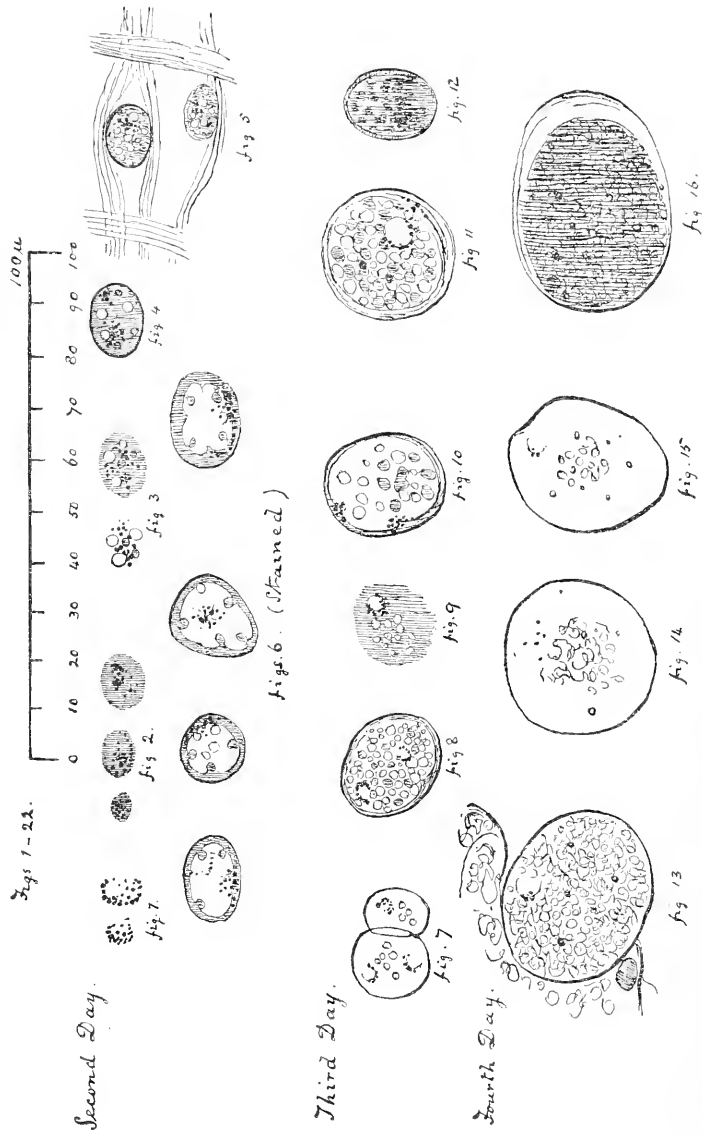 Figs 1-22.
100 u
0 10 20 30 40 50 60 70 80 90 100
Second Day.
fig. 1.
fig 2.
fig 3
fig 4
fig 5
figs. 6. (Stained)
Third Day.
fig. 7
fig 8
fig. 9
fig. 10
fig 11
fig. 12
Fourth Day.
fig 13
fig. 14
fig. 15
fig 16.